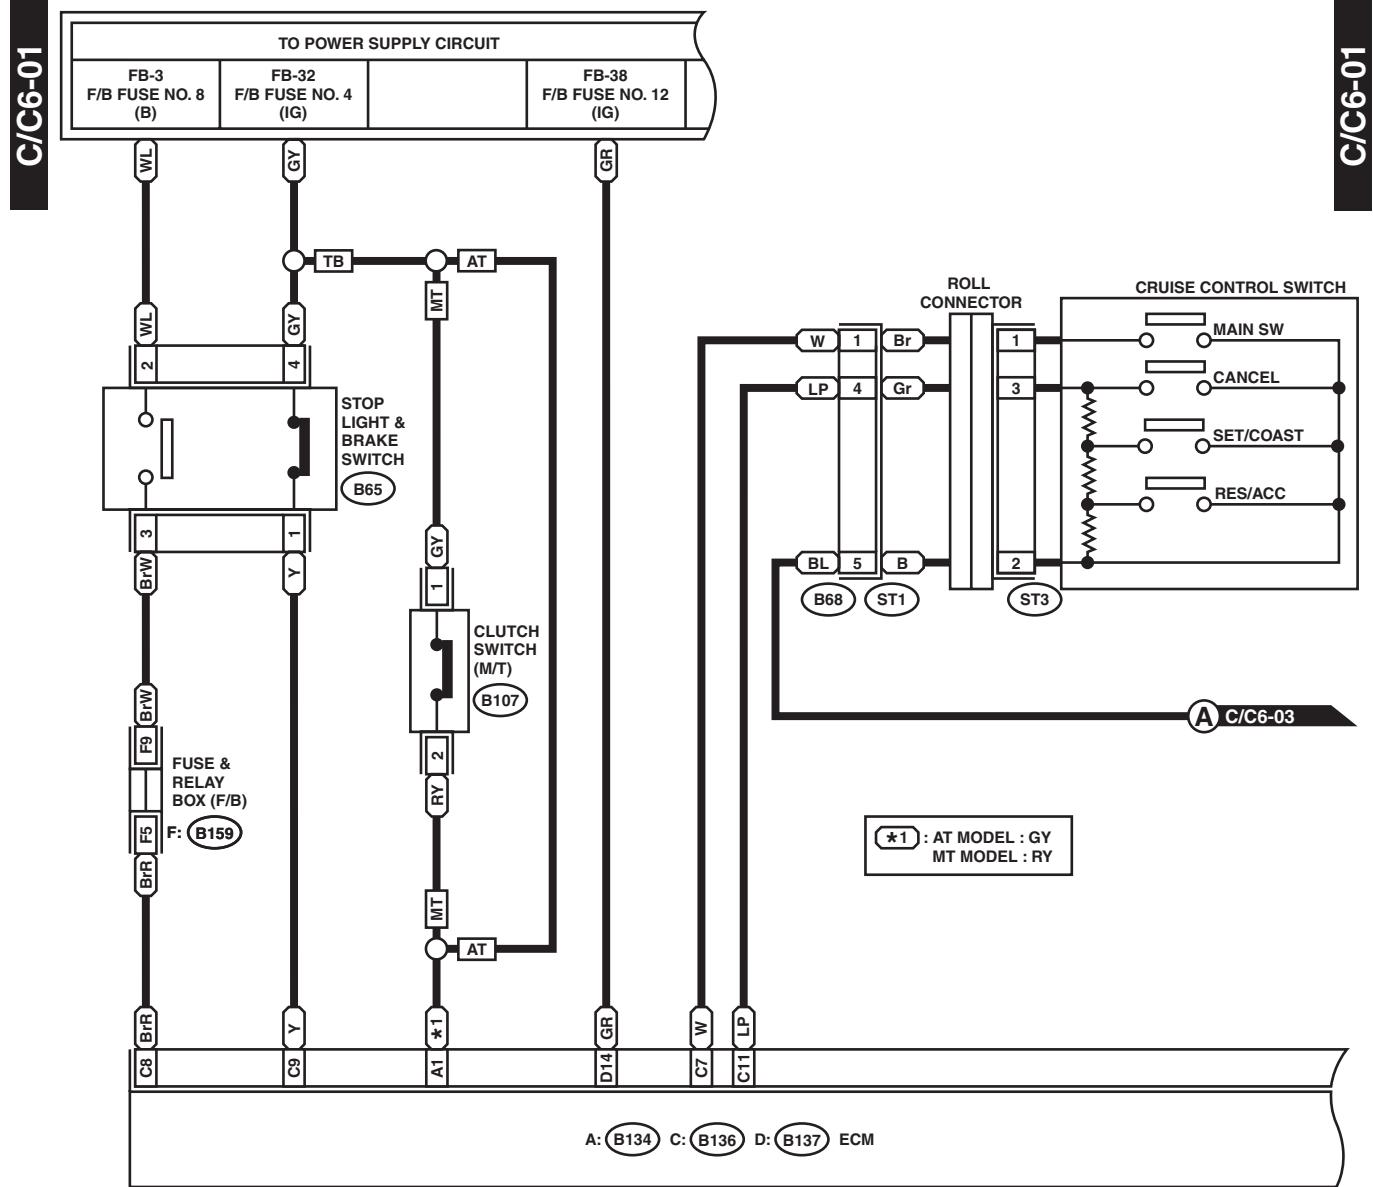 C/C6-01
C/C6-01
TO POWER SUPPLY CIRCUIT
FB-3
F/B FUSE NO. 8
(B)
FB-32
F/B FUSE NO. 4
(IG)
FB-38
F/B FUSE NO. 12
(IG)
WL
GY
GR
TB
AT
MT
WL
GY
2
4
STOP
LIGHT &
BRAKE
SWITCH
B65
3
1
BrW
Y
GY
1
CLUTCH
SWITCH
(M/T)
B107
2
RY
BrW
F9
FUSE &
RELAY
BOX (F/B)
F5
F: B159
BrR
MT
AT
ROLL
CONNECTOR
CRUISE CONTROL SWITCH
W
1
Br
1
MAIN SW
LP
4
Gr
3
CANCEL
SET/COAST
RES/ACC
BL
5
B
2
B68
ST1
ST3
A C/C6-03
*1 : AT MODEL : GY
MT MODEL : RY
BrR
Y
*1
GR
W
LP
C8
C9
A1
D14
C7
C11
A: B134 C: B136 D: B137 ECM